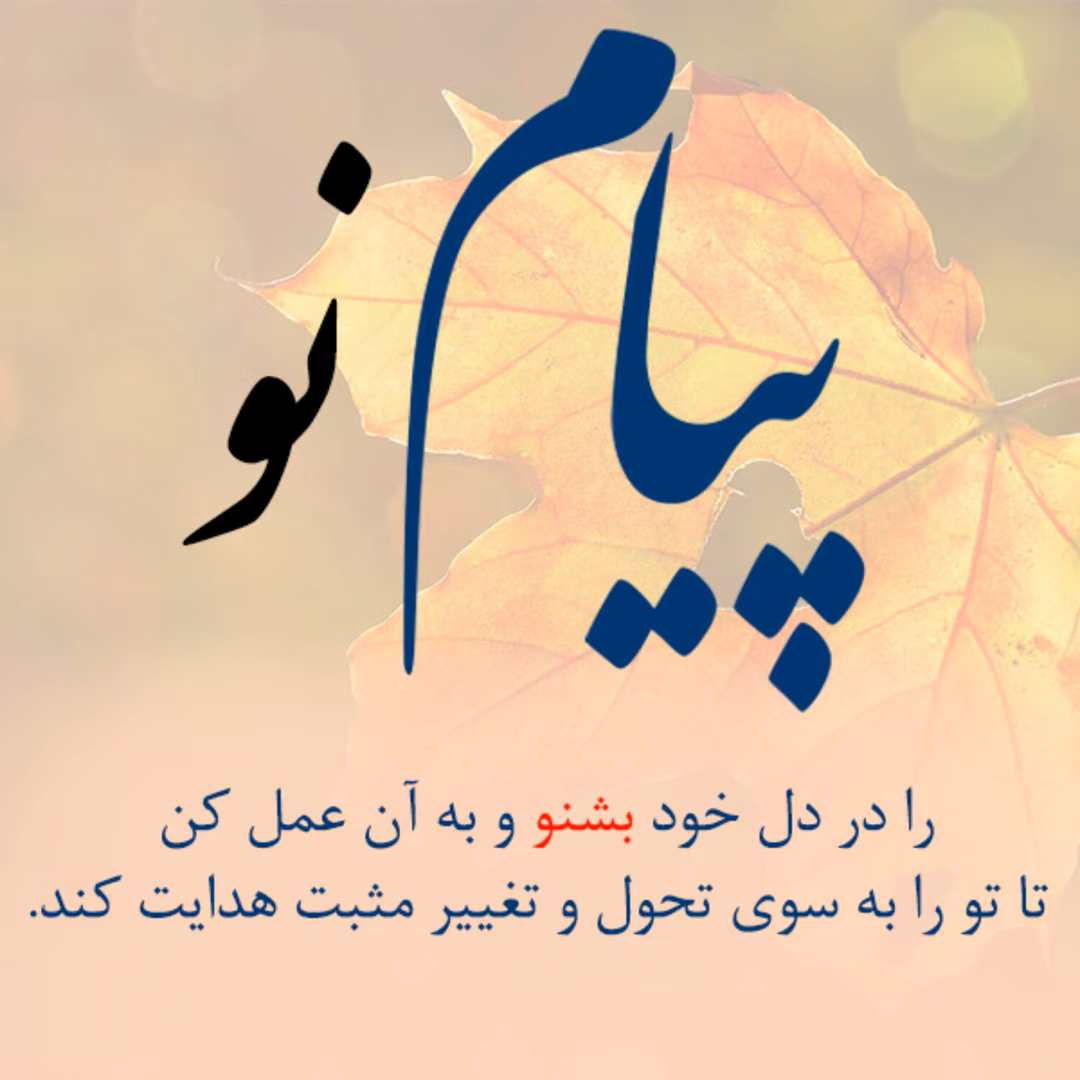 پیام نو
را در دل خود بشنو و به آن عمل کن
تا تو را به سوی تحول و تغییر مثبت هدایت کند.